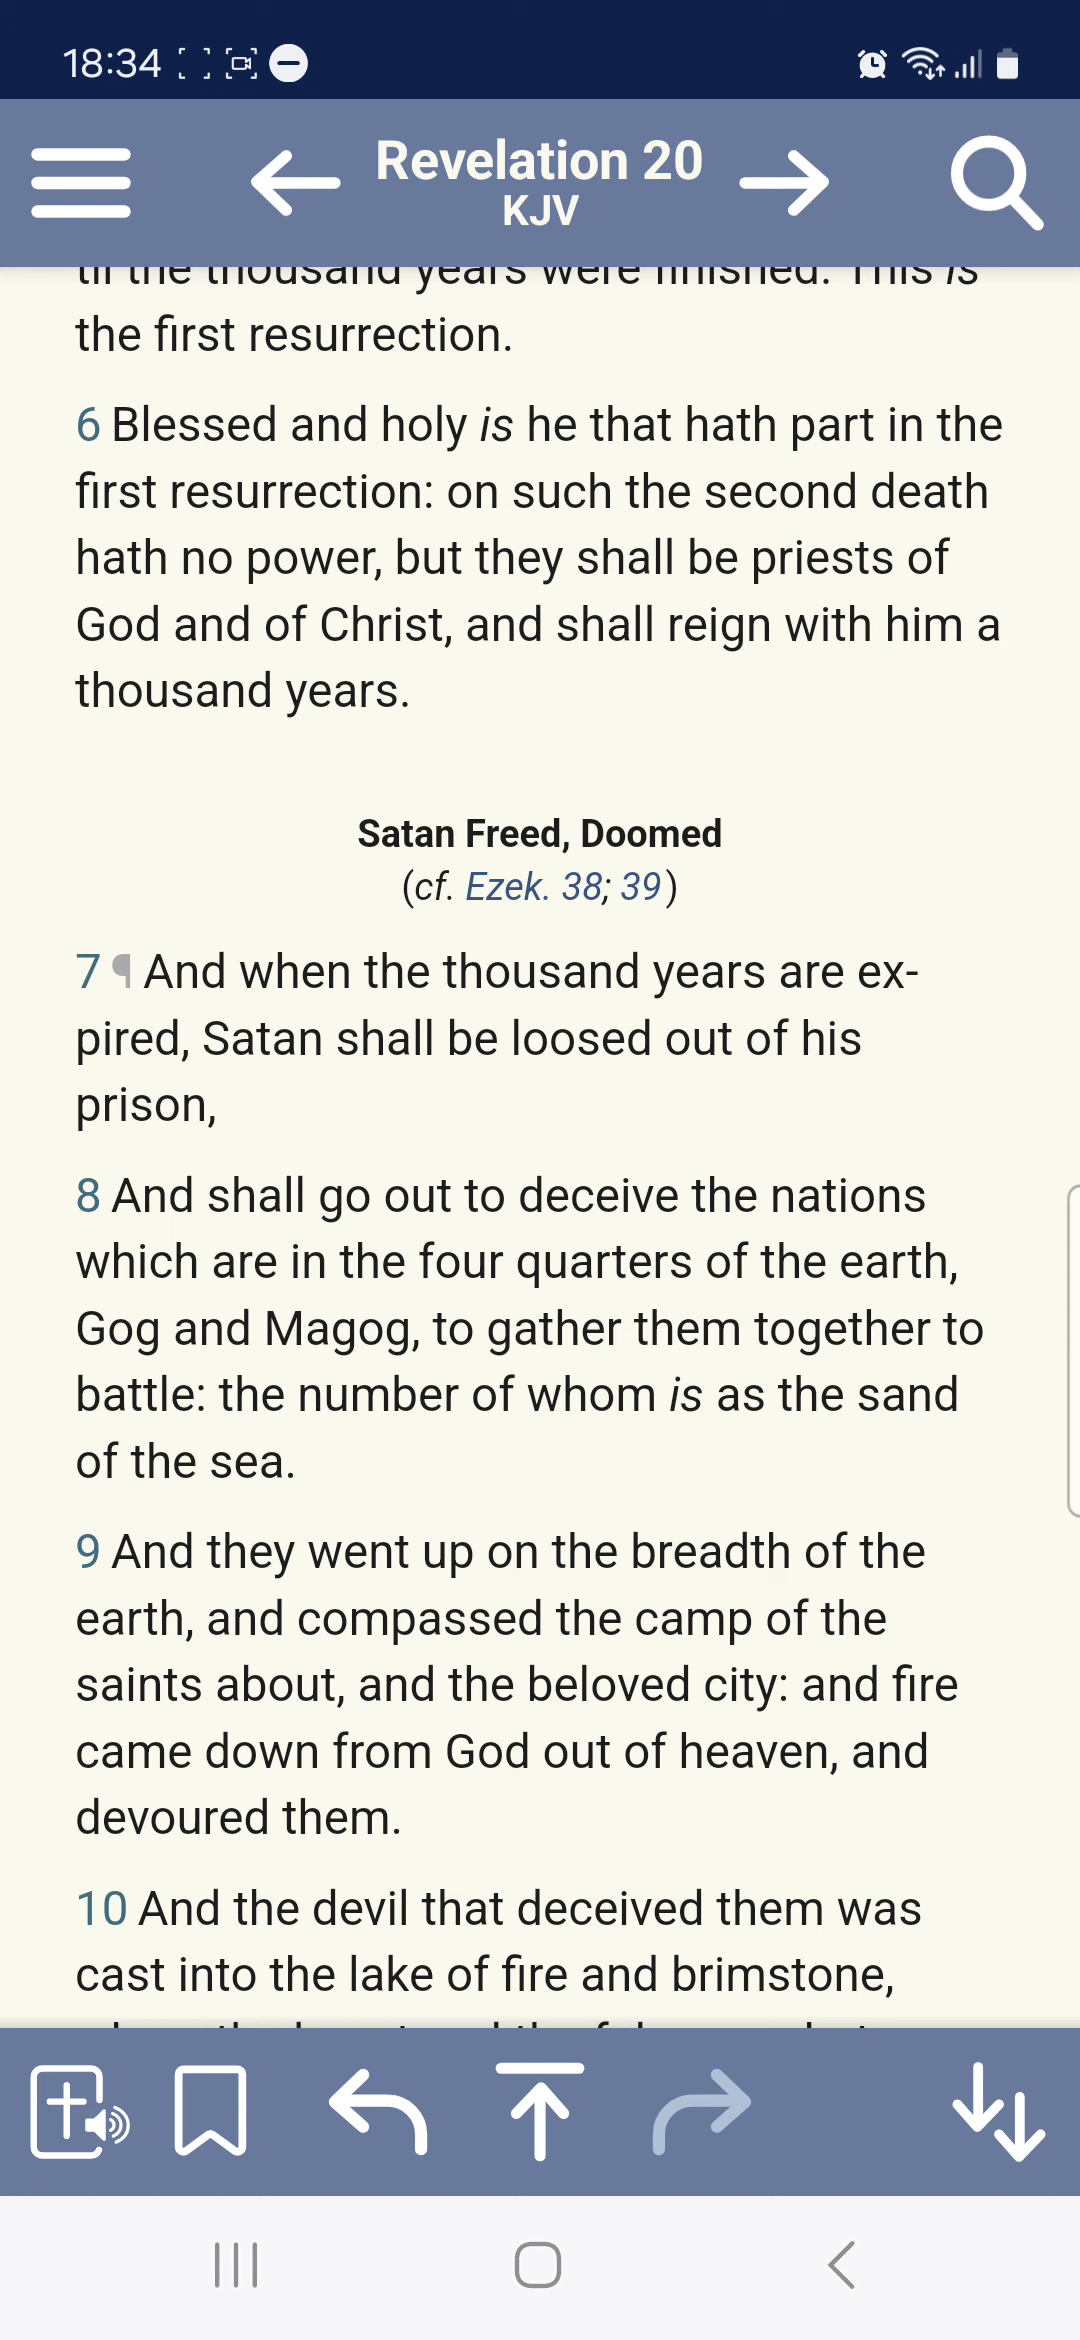 18:34
Revelation 20
KJV
til the thousand years were finished. This is
the first resurrection.
6 Blessed and holy is he that hath part in the
first resurrection: on such the second death
hath no power, but they shall be priests of
God and of Christ, and shall reign with him a
thousand years.
Satan Freed, Doomed
(cf. Ezek. 38; 39)
7 ¶ And when the thousand years are ex-
pired, Satan shall be loosed out of his
prison,
8 And shall go out to deceive the nations
which are in the four quarters of the earth,
Gog and Magog, to gather them together to
battle: the number of whom is as the sand
of the sea.
9 And they went up on the breadth of the
earth, and compassed the camp of the
saints about, and the beloved city: and fire
came down from God out of heaven, and
devoured them.
10 And the devil that deceived them was
cast into the lake of fire and brimstone,